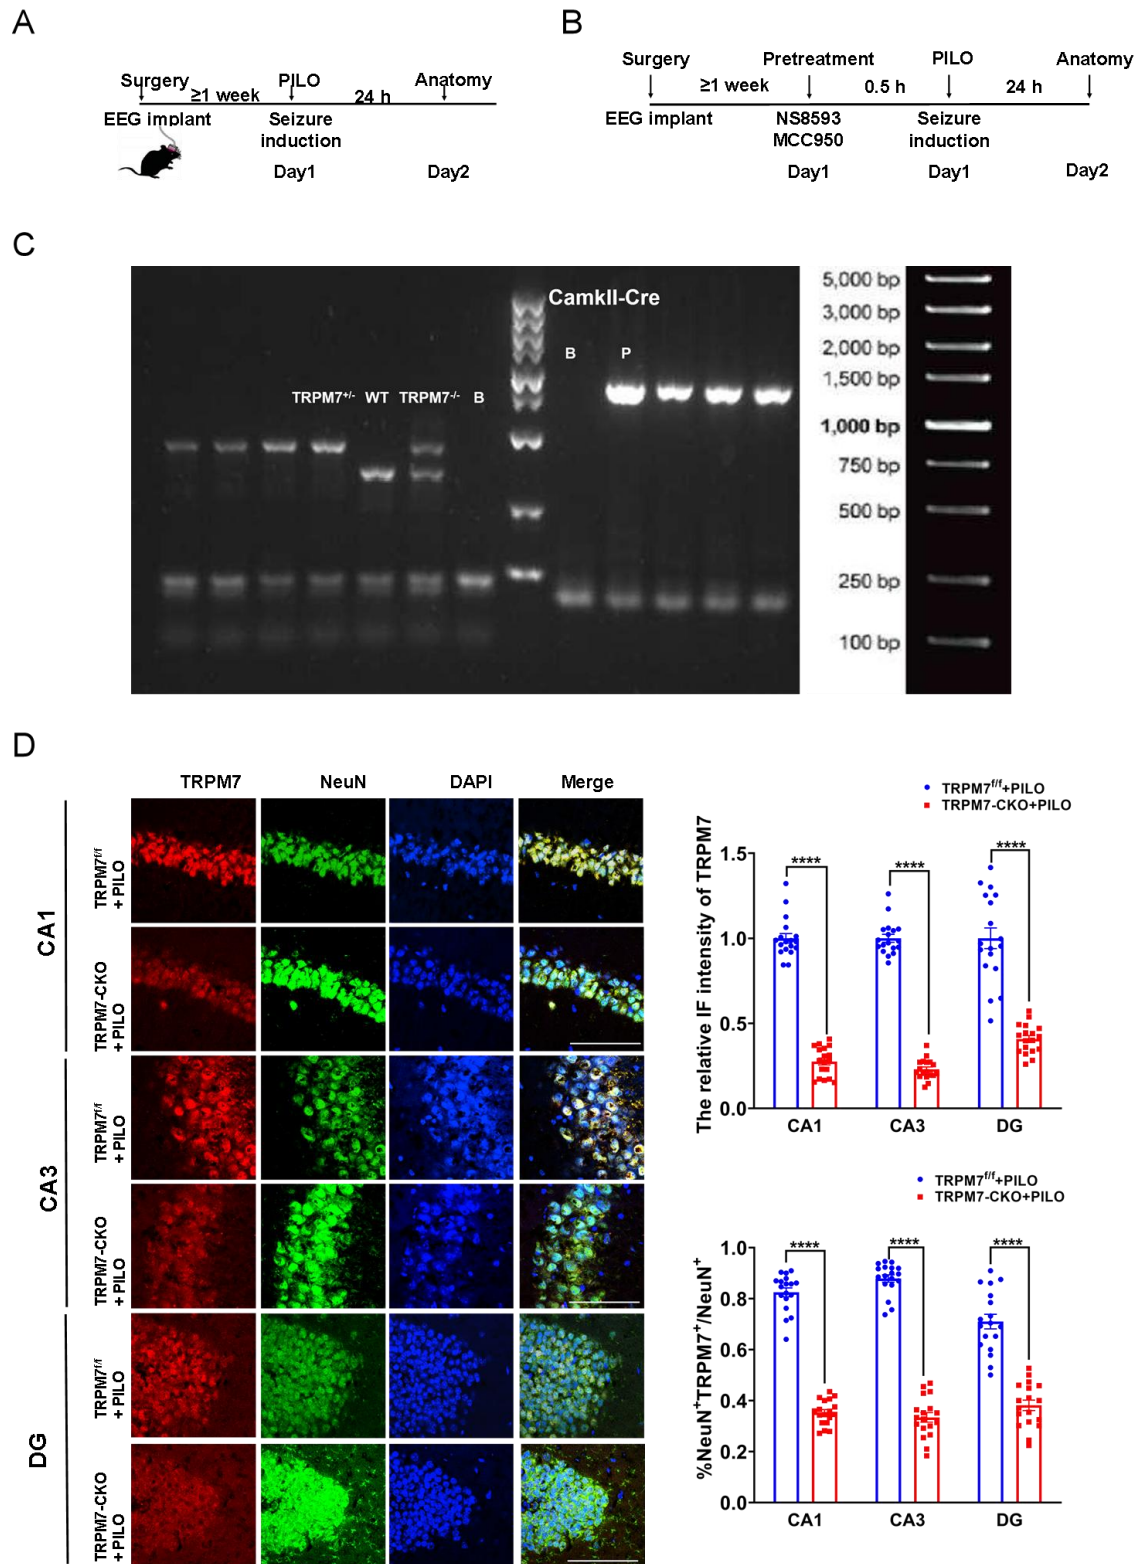 A
Surgery
PILO
Anatomy
≥1 week
24 h
EEG implant
Seizure
induction
Day1
Day2
B
Surgery
Pretreatment
PILO
Anatomy
≥1 week
0.5 h
24 h
EEG implant
NS8593
MCC950
Seizure
induction
Day1
Day1
Day2
C
CamkII-Cre
B
P
TRPM7+/-
WT
TRPM7-/-
B
5,000 bp
3,000 bp
2,000 bp
1,500 bp
1,000 bp
750 bp
500 bp
250 bp
100 bp
D
TRPM7
NeuN
DAPI
Merge
CA1
TRPM7f/f
+ PILO
TRPM7-CKO
+ PILO
CA3
TRPM7f/f
+ PILO
TRPM7-CKO
+ PILO
DG
TRPM7f/f
+ PILO
TRPM7-CKO
+ PILO
TRPM7f/f+PILO
TRPM7-CKO+PILO
The relative IF intensity of TRPM7
1.5
1.0
0.5
0.0
****
****
****
CA1
CA3
DG
TRPM7f/f+PILO
TRPM7-CKO+PILO
%NeuN+TRPM7+/NeuN+
1.0
0.8
0.6
0.4
0.2
0.0
****
****
****
CA1
CA3
DG